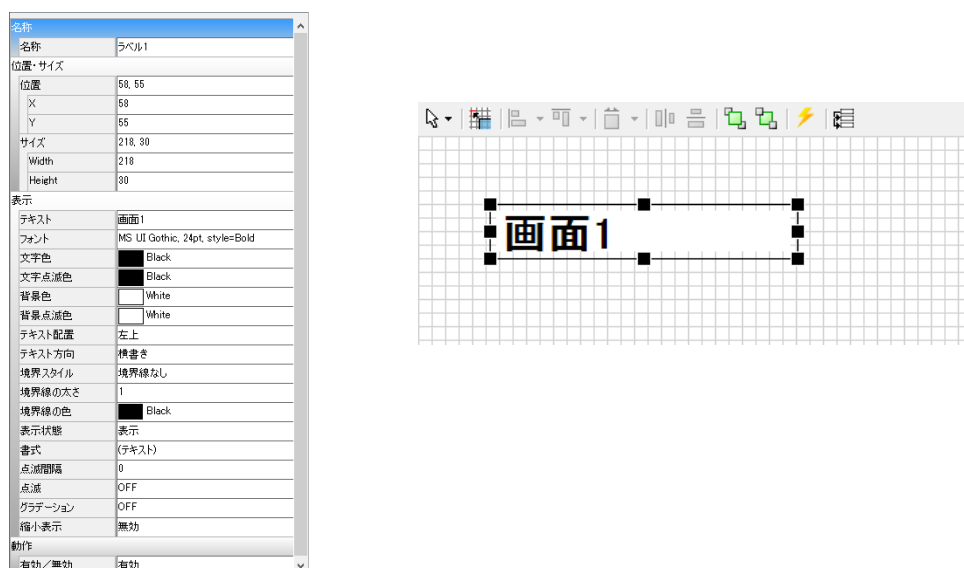 名称
名称 ラベル1
位置・サイズ
位置 58, 55
X 58
Y 55
サイズ 218, 30
Width 218
Height 30
表示
テキスト 画面1
フォント MS UI Gothic, 24pt, style=Bold
文字色 Black
文字点滅色 Black
背景色 White
背景点滅色 White
テキスト配置 左上
テキスト方向 横書き
境界スタイル 境界線なし
境界線の太さ 1
境界線の色 Black
表示状態 表示
書式 (テキスト)
点滅間隔 0
点滅 OFF
グラデーション OFF
縮小表示 無効
動作
有効/無効 有効
画面1